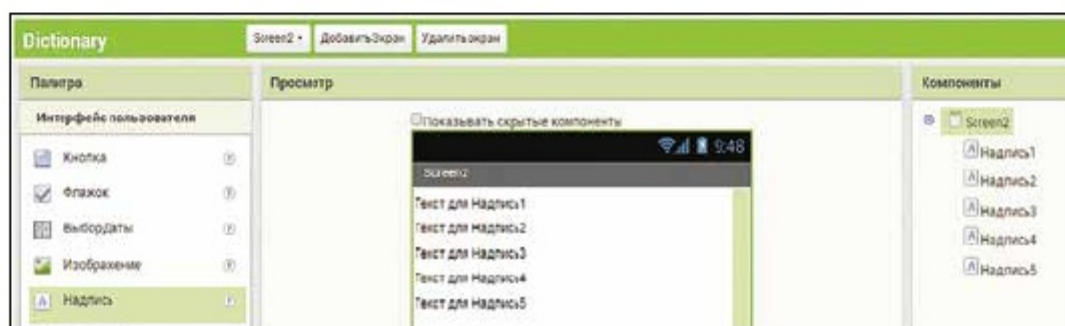 Dictionary Screen2 ДобавитьЭкран Удалить экран
Палитра Просмотр Компоненты
Интерфейс пользователя
Показывать скрытые компоненты
Screen2
9:48
Кнопка
Screen2
Надпись1
Флажок
Текст для Надпись1
Надпись2
ВыборДаты
Текст для Надпись2
Надпись3
Текст для Надпись3
Изображение
Текст для Надпись4
Надпись4
Надпись
Текст для Надпись5
Надпись5